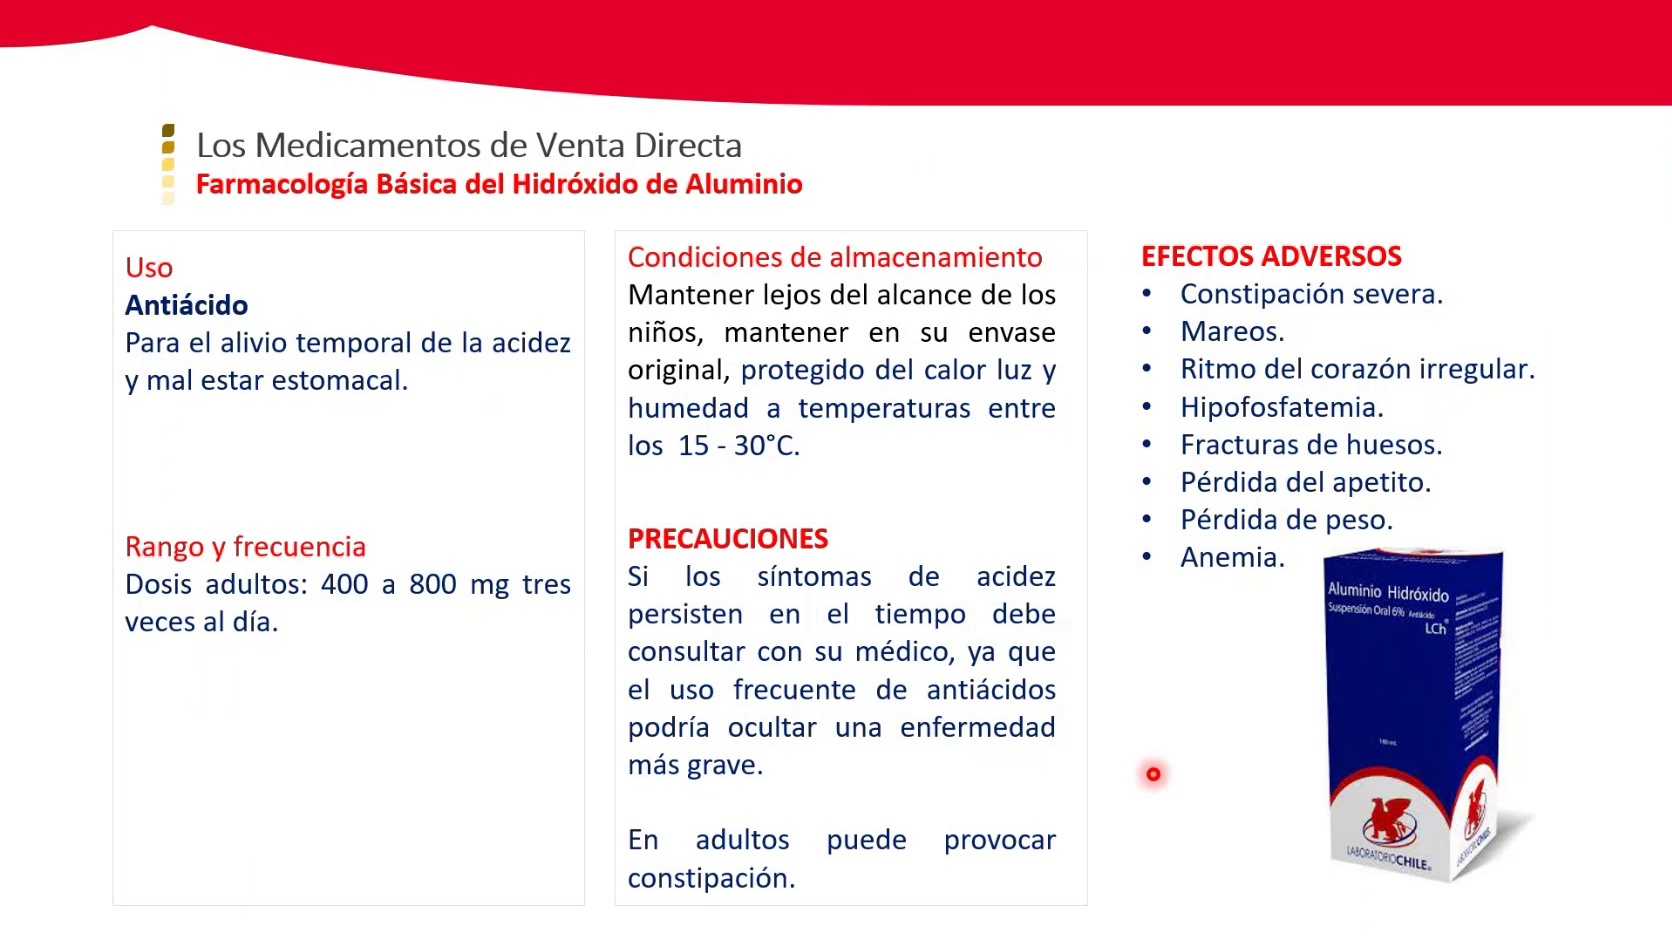 Los Medicamentos de Venta Directa
Farmacología Básica del Hidróxido de Aluminio
Uso
Antiácido
Para el alivio temporal de la acidez
y mal estar estomacal.
Rango y frecuencia
Dosis adultos: 400 a 800 mg tres
veces al día.
Condiciones de almacenamiento
Mantener lejos del alcance de los
niños, mantener en su envase
original, protegido del calor luz y
humedad a temperaturas entre
los 15 - 30°C.
PRECAUCIONES
Si los síntomas de acidez
persisten en el tiempo debe
consultar con su médico, ya que
el uso frecuente de antiácidos
podría ocultar una enfermedad
más grave.
En adultos puede provocar
constipación.
EFECTOS ADVERSOS
• Constipación severa.
• Mareos.
• Ritmo del corazón irregular.
• Hipofosfatemia.
• Fracturas de huesos.
• Pérdida del apetito.
• Pérdida de peso.
• Anemia.
Aluminio Hidróxido
Suspensión Oral 6% Antiácido
LCh®
180 mL
LABORATORIOCHILE®